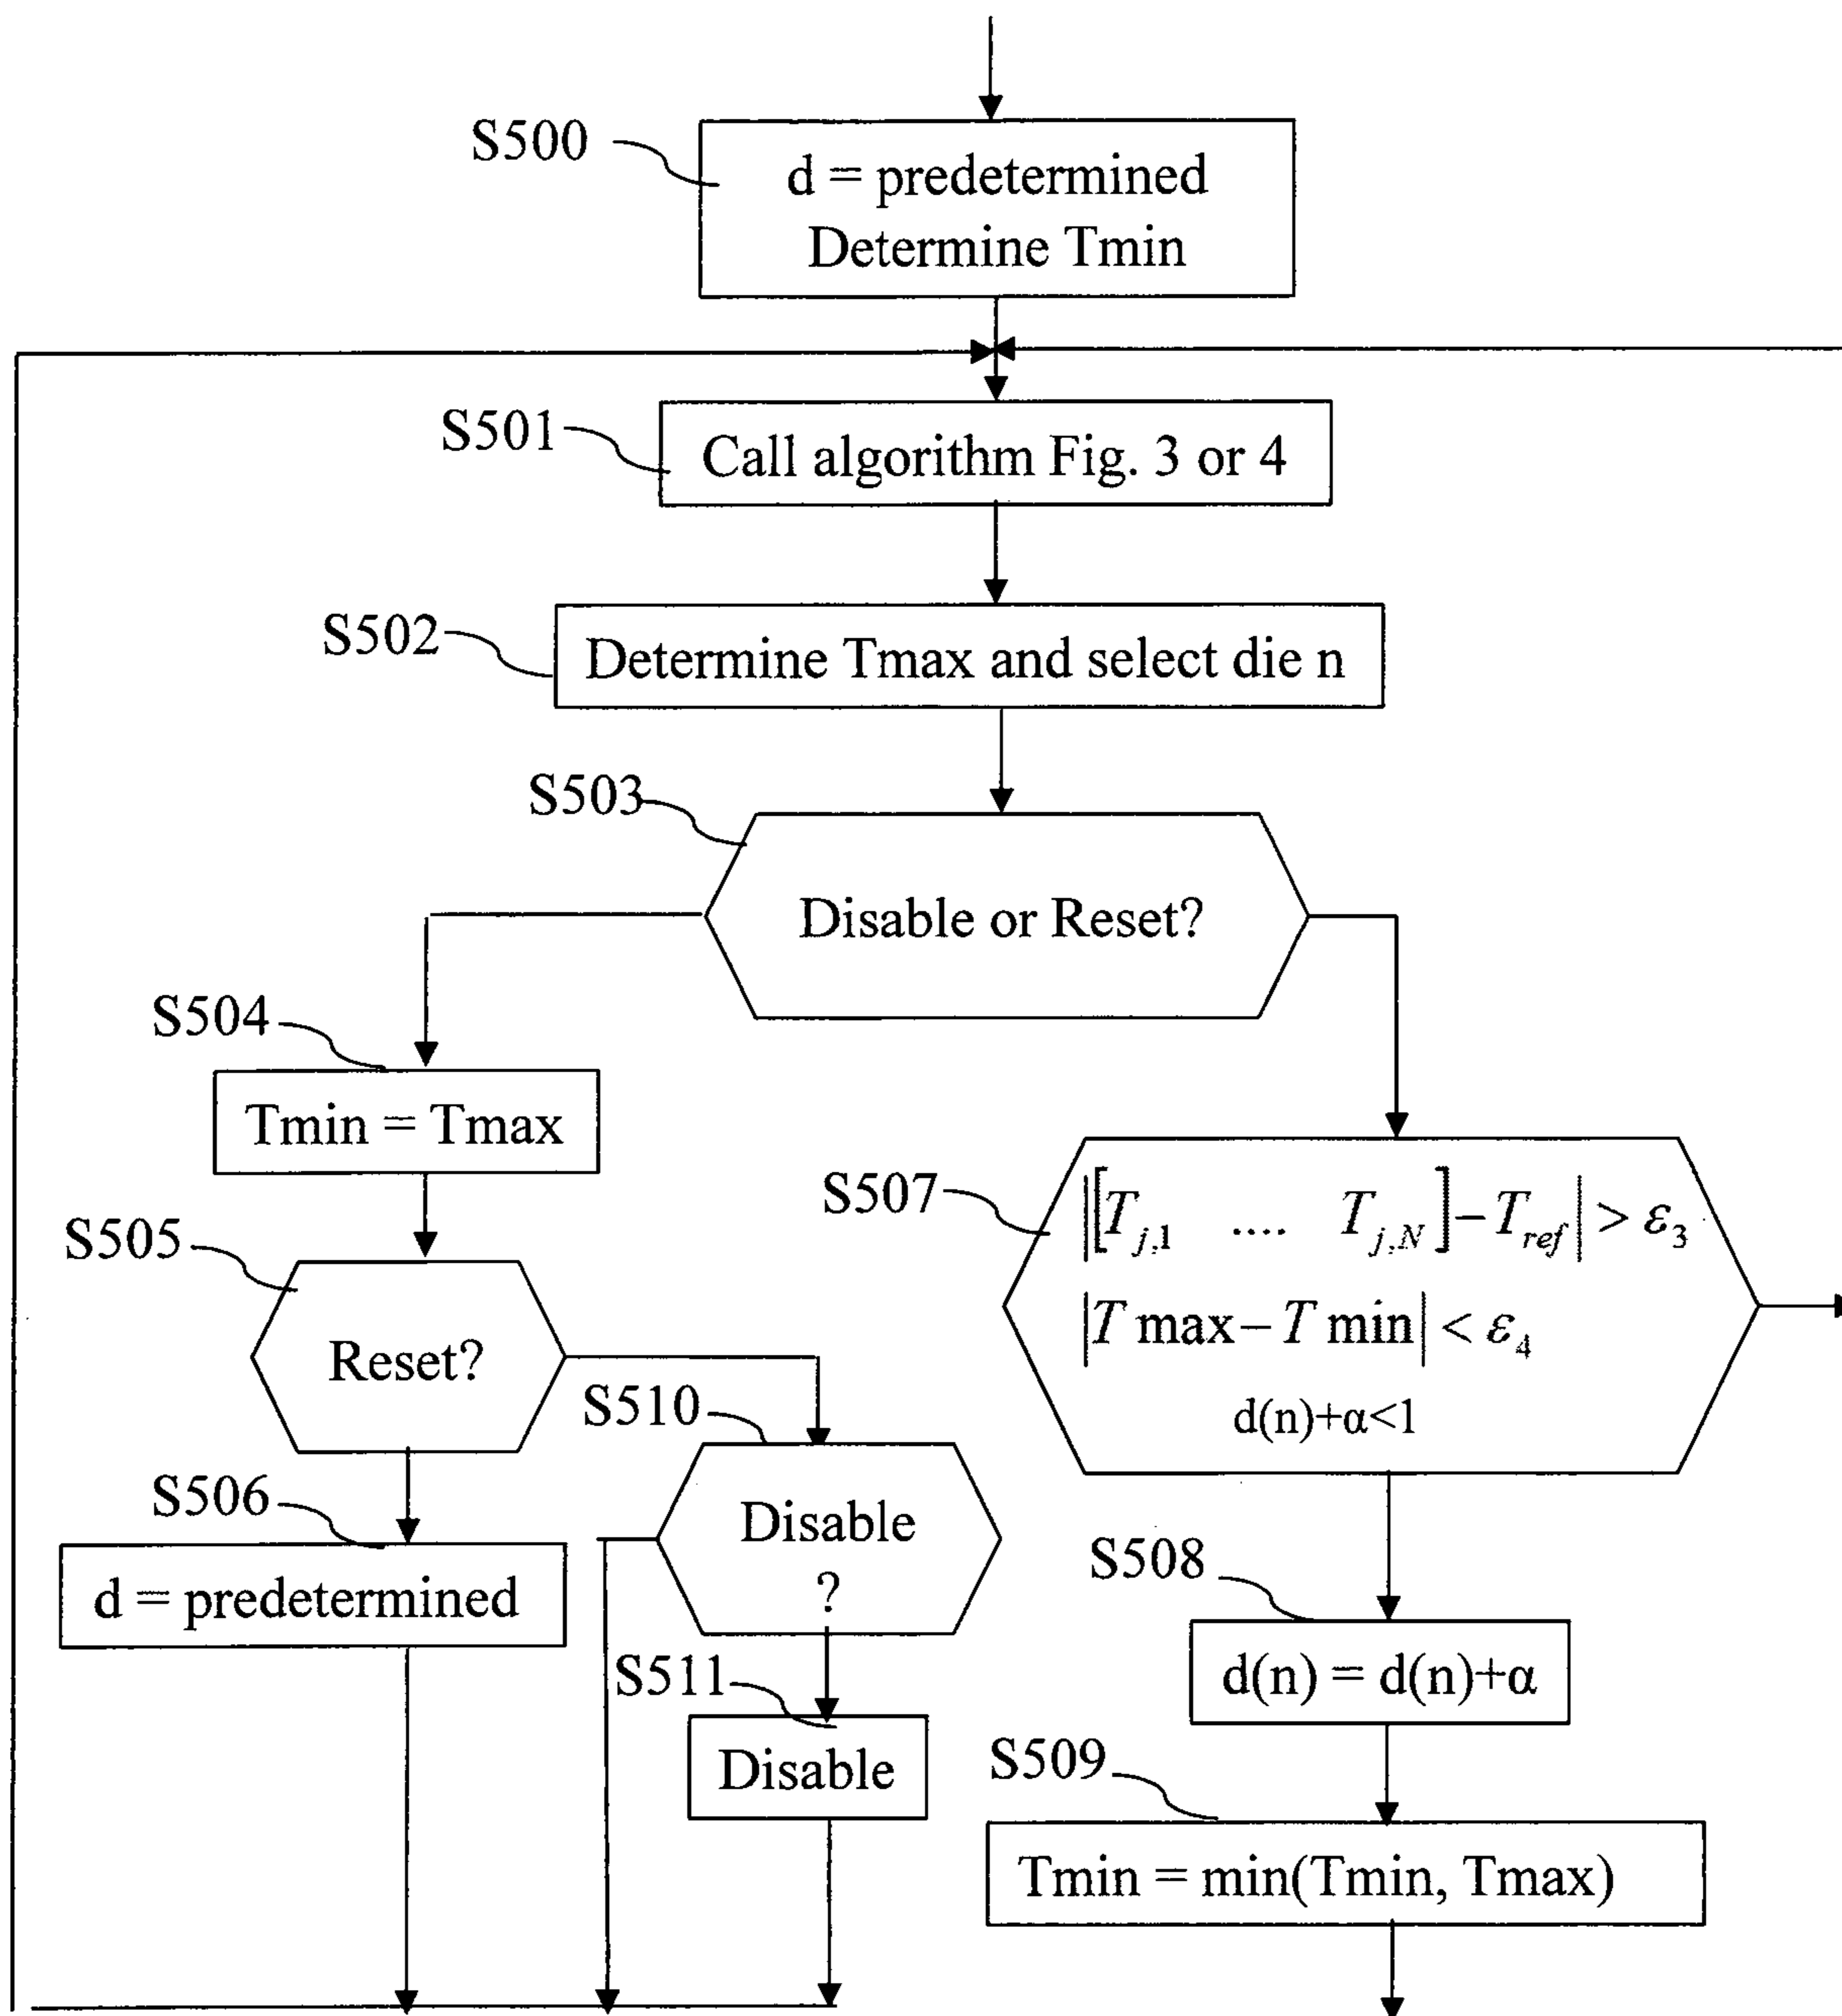 S500
d = predetermined
Determine Tmin
S501
Call algorithm Fig. 3 or 4
S502
Determine Tmax and select die n
S503
Disable or Reset?
S504
Tmin = Tmax
S507
|[T_{j,1} .... T_{j,N}] – T_{ref}| > ε_3
|T max – T min| < ε_4
d(n)+α<1
S505
Reset?
S510
Disable
?
S506
d = predetermined
S508
d(n) = d(n)+α
S511
Disable
S509
Tmin = min(Tmin, Tmax)